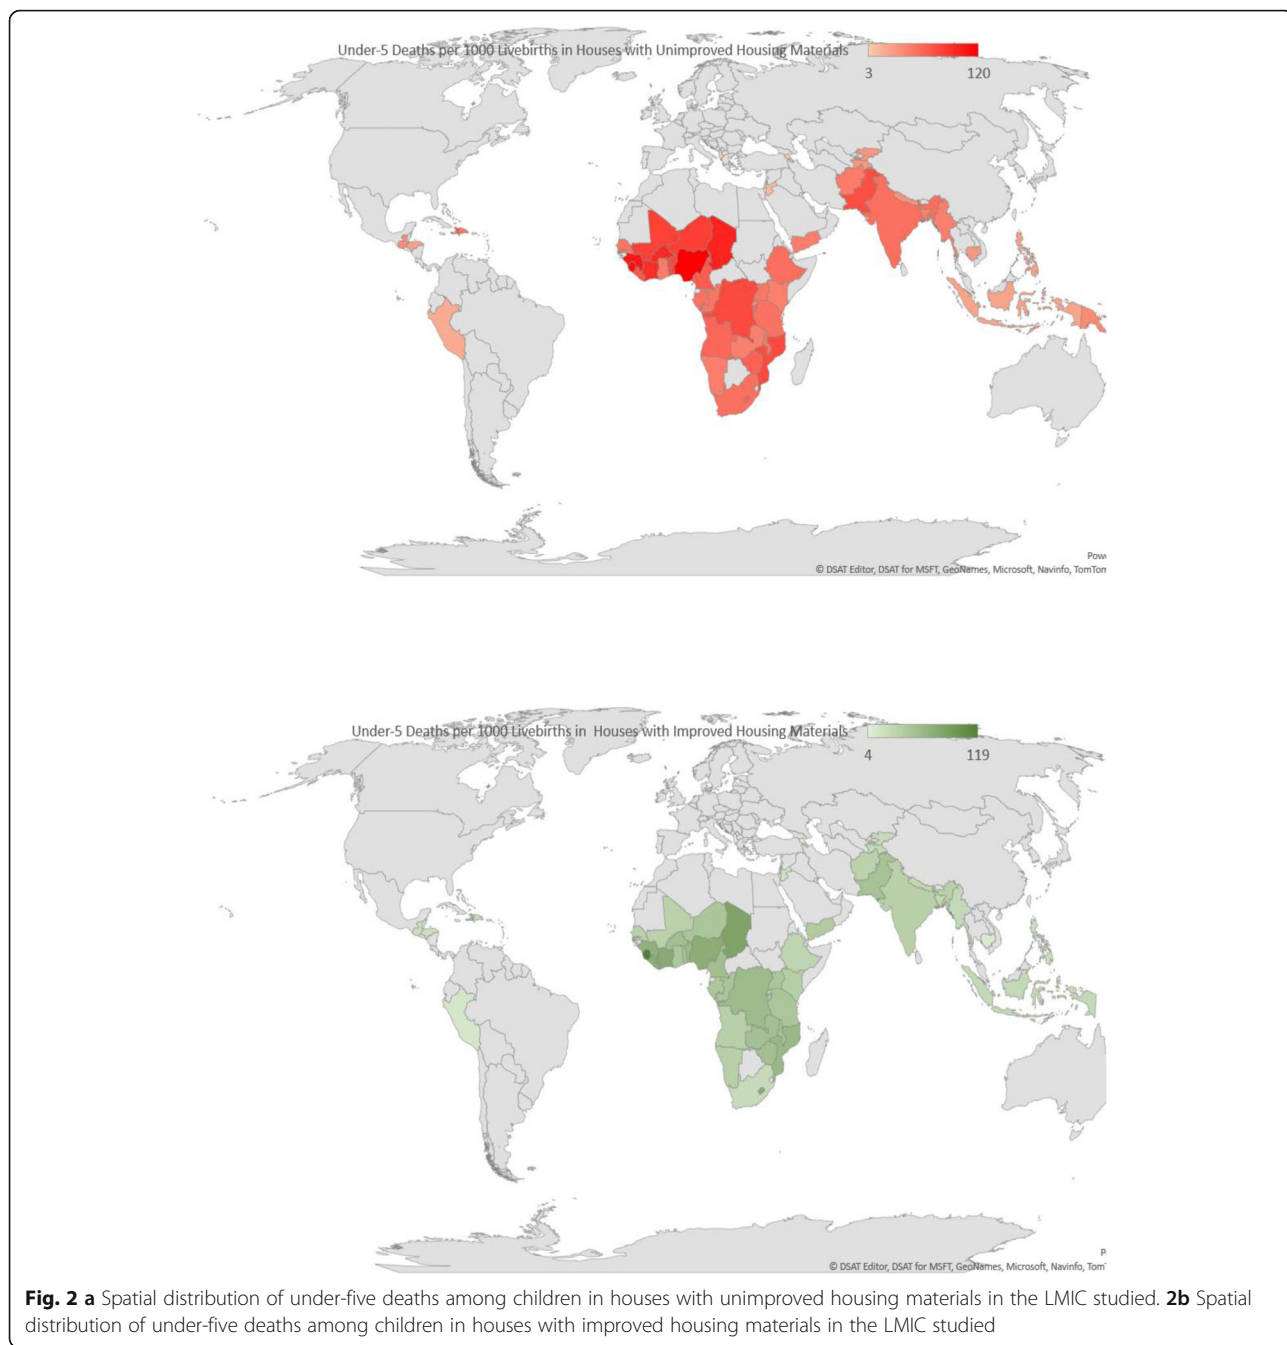 Under-5 Deaths per 1000 Livebirths in Houses with Unimproved Housing Materials
3 120
Pow
© DSAT Editor, DSAT for MSFT, GeoNames, Microsoft, Navinfo, TomTom
Under-5 Deaths per 1000 Livebirths in Houses with Improved Housing Materials
4 119
P
© DSAT Editor, DSAT for MSFT, GeoNames, Microsoft, Navinfo, Tom
Fig. 2 a Spatial distribution of under-five deaths among children in houses with unimproved housing materials in the LMIC studied. 2b Spatial
distribution of under-five deaths among children in houses with improved housing materials in the LMIC studied